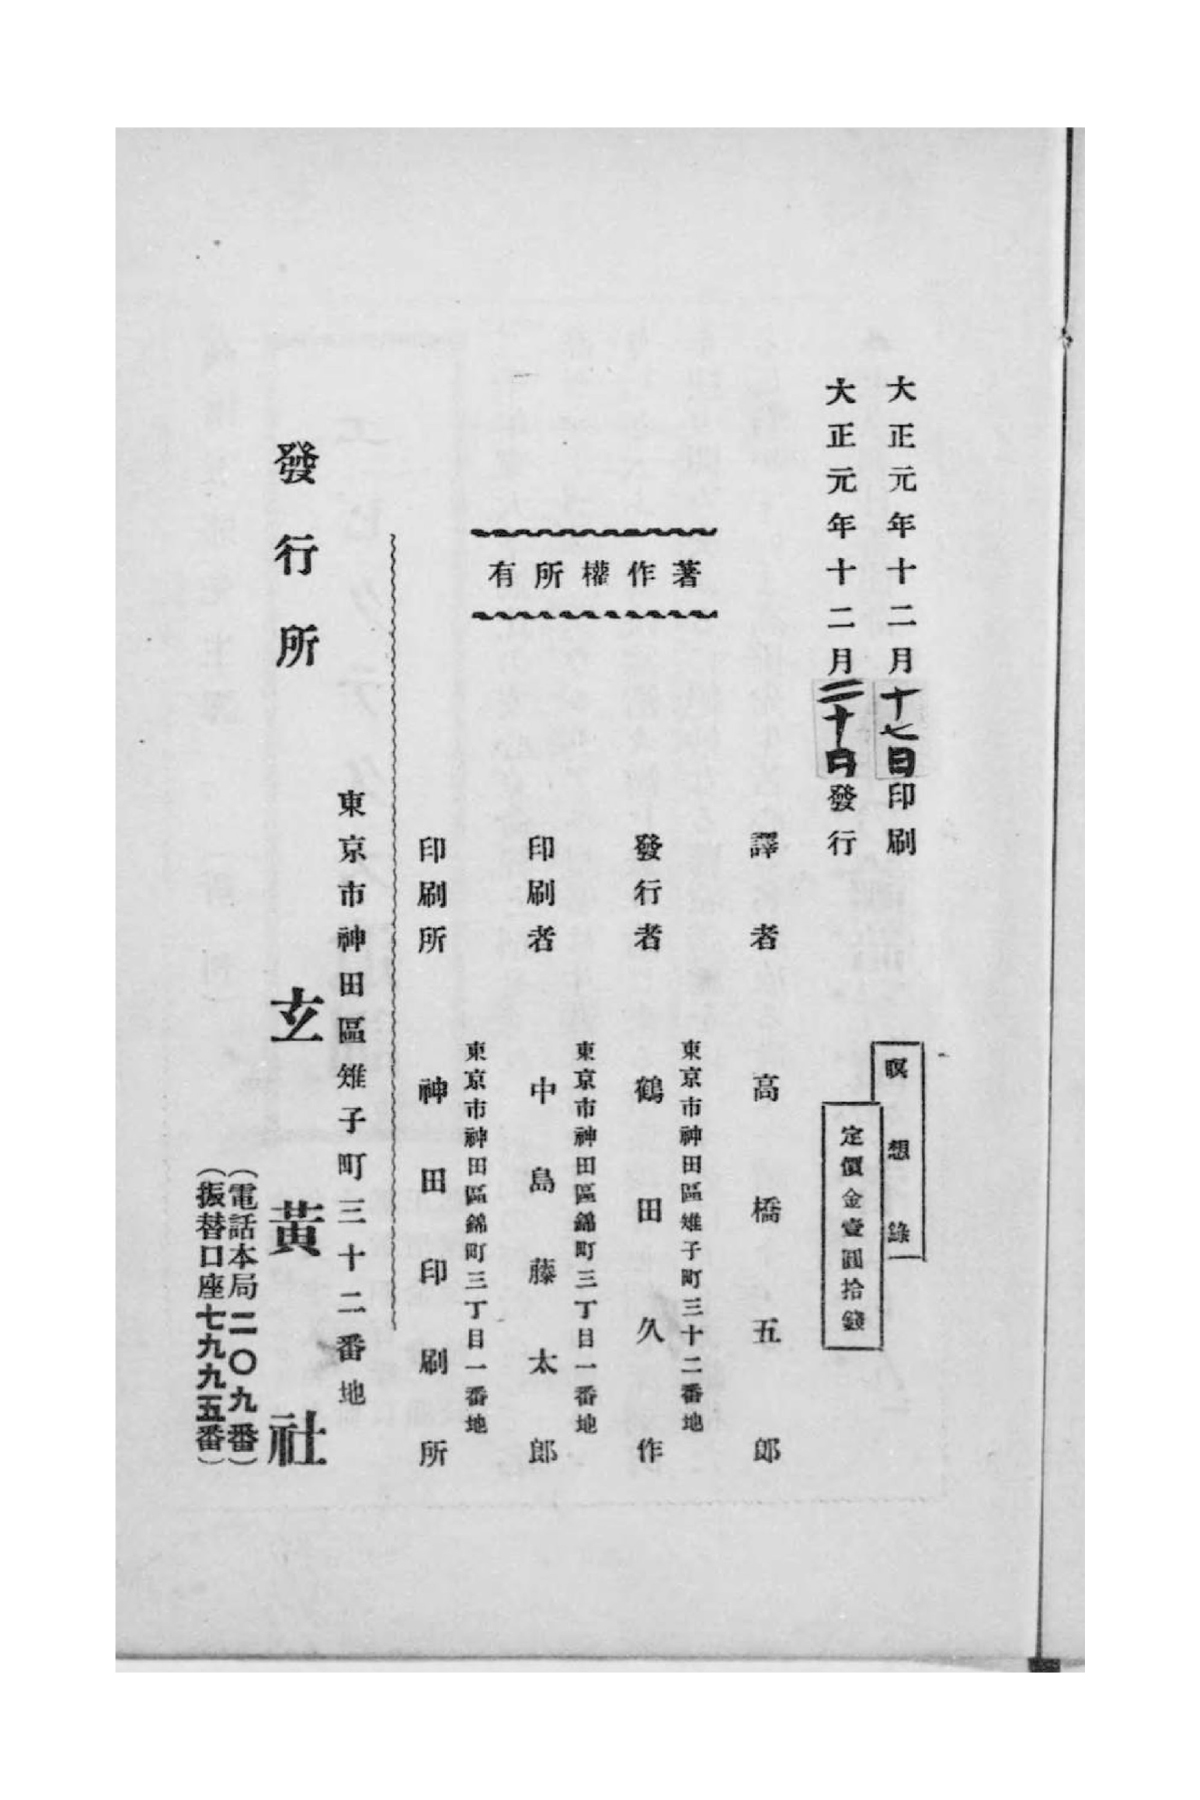 大正元年十二月十七日印刷
大正元年十二月二十日發行
瞑想錄
定價金壹圓拾錢
著作權所有
譯者 高橋五郎
東京市神田區雉子町三十二番地
發行者 鶴田久作
東京市神田區錦町三丁目一番地
印刷者 中島藤太郎
東京市神田區錦町三丁目一番地
印刷所 神田印刷所
東京市神田區雉子町三十二番地
發行所 玄黃社
(電話本局二〇九番)
(振替口座七九九五番)